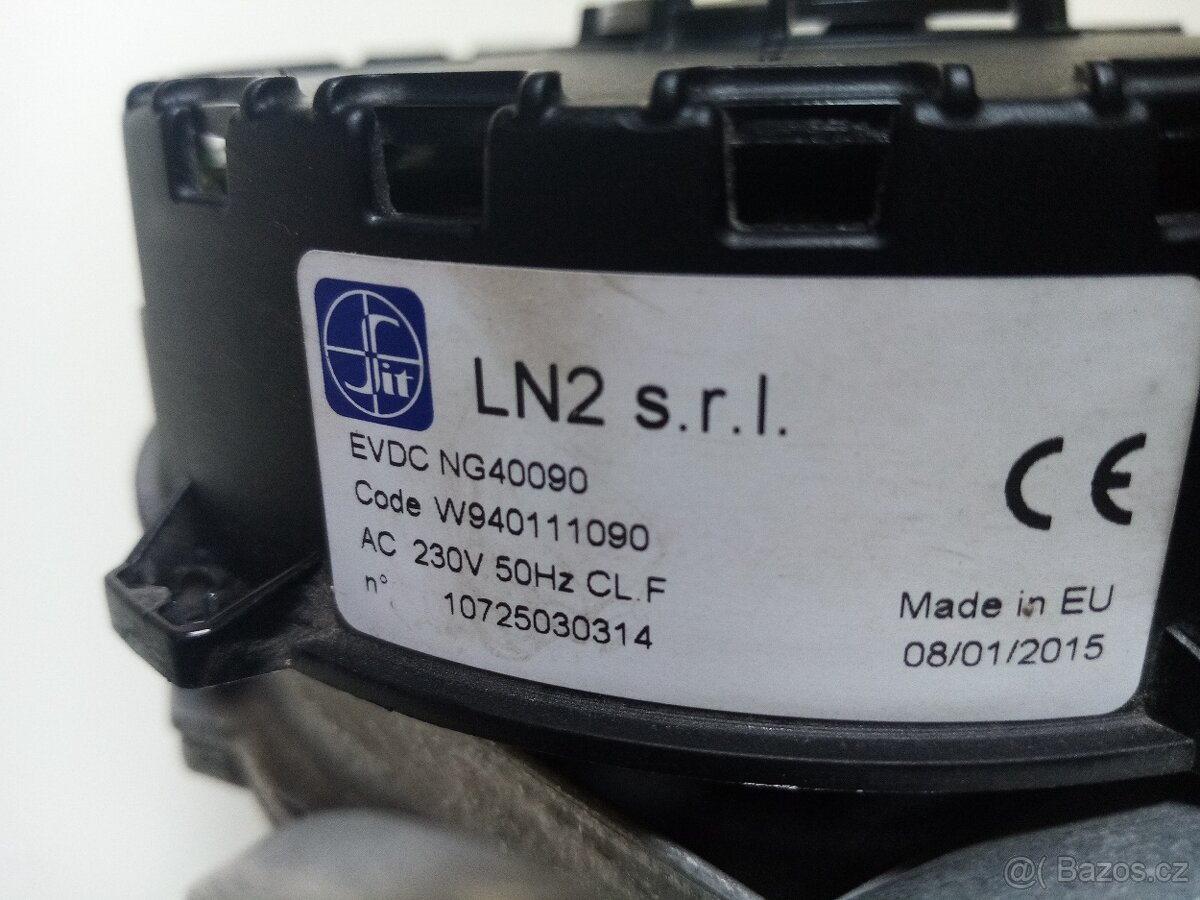 Sit
LN2 s.r.l.
EVDC NG40090
Code W940111090
AC 230V 50Hz CL.F
n° 10725030314
CE
Made in EU
08/01/2015
Bazos.cz